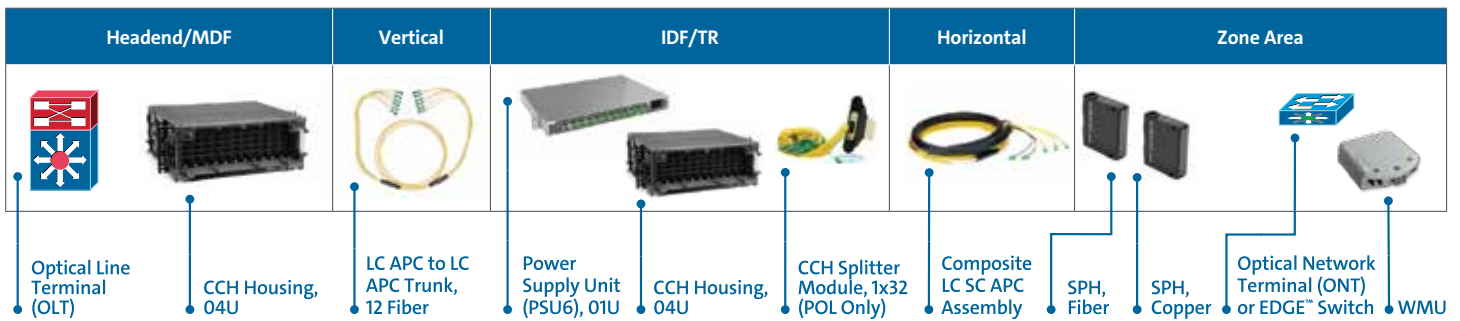 Headend/MDF
Vertical
IDF/TR
Horizontal
Zone Area
Optical Line
Terminal
(OLT)
CCH Housing,
04U
LC APC to LC
APC Trunk,
12 Fiber
Power
Supply Unit
(PSU6), 01U
CCH Housing,
04U
CCH Splitter
Module, 1x32
(POL Only)
Composite
LC SC APC
Assembly
SPH,
Fiber
SPH,
Copper
Optical Network
Terminal (ONT)
or EDGE™ Switch
WMU